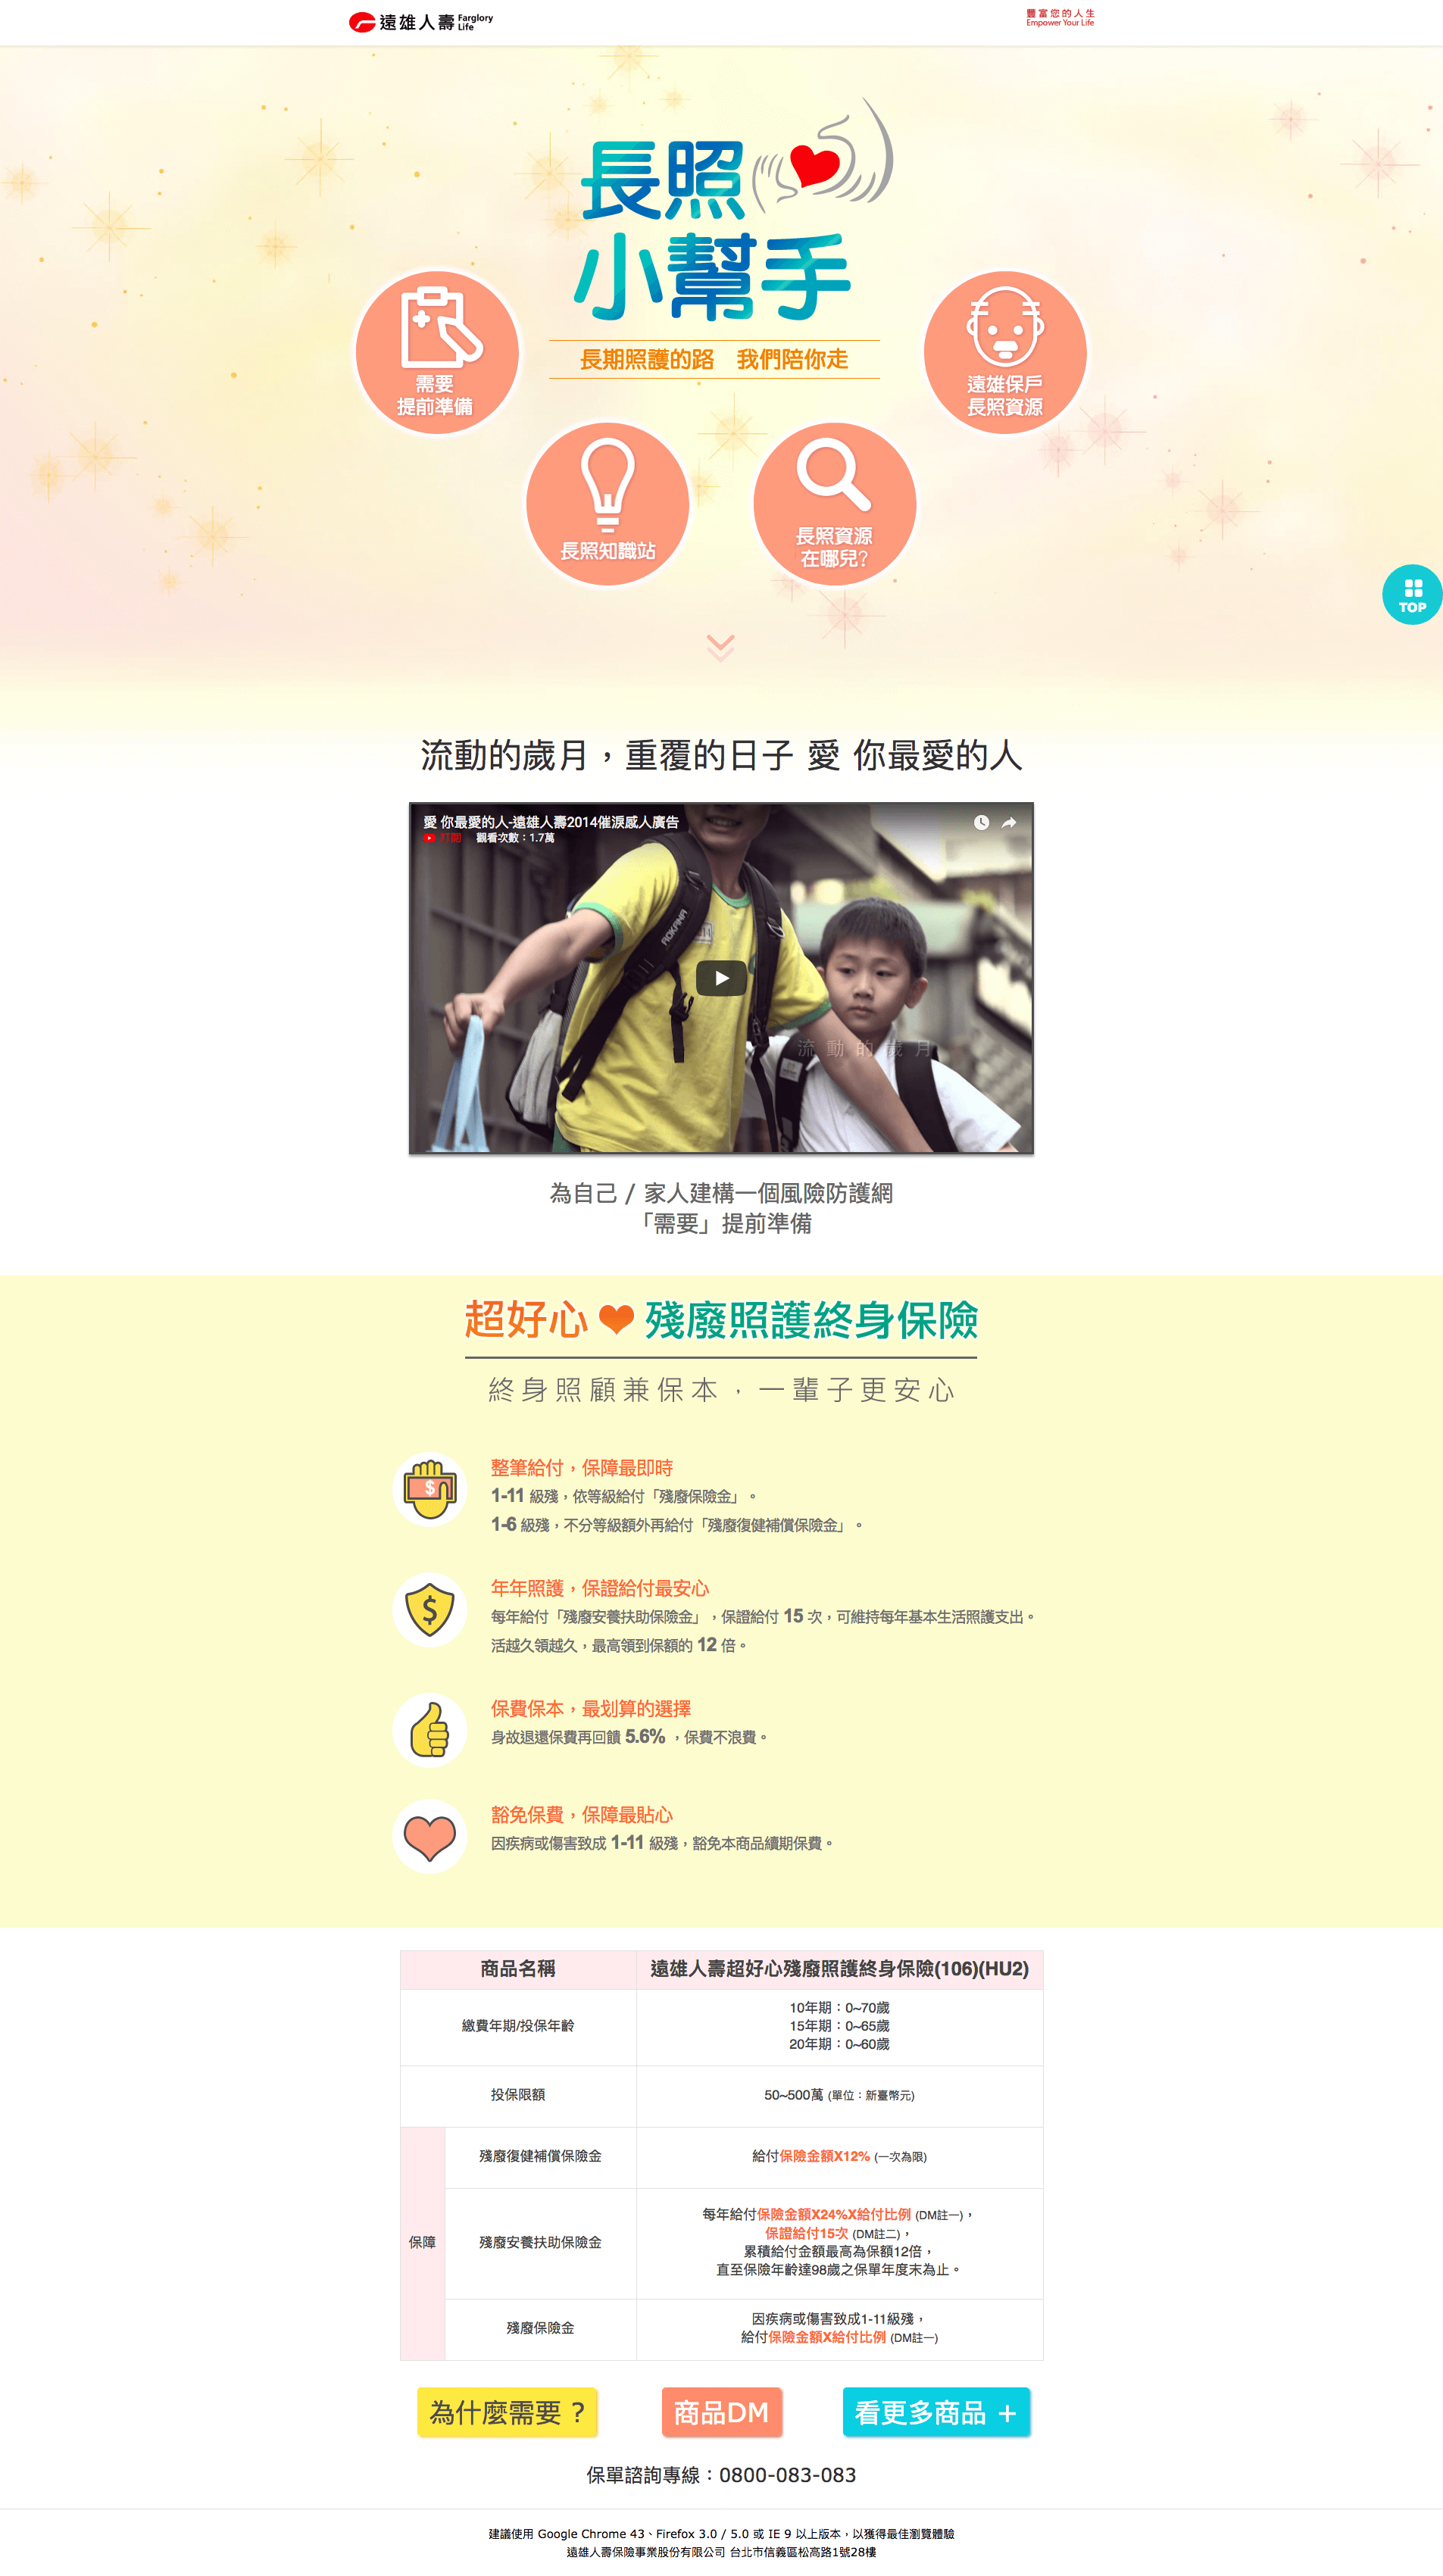 遠雄人壽 Farglory Life
豐富您的人生
Empower Your Life
長照
小幫手
長期照護的路 我們陪你走
需要
提前準備
遠雄保戶
長照資源
長照知識站
長照資源
在哪兒?
TOP
流動的歲月，重覆的日子 愛 你最愛的人
愛 你最愛的人-遠雄人壽2014催淚感人廣告
訂閱 觀看次數：1.7萬
AOKANA
流動的歲月
為自己 / 家人建構一個風險防護網
「需要」提前準備
超好心 殘廢照護終身保險
終身照顧兼保本，一輩子更安心
整筆給付，保障最即時
1-11 級殘，依等級給付「殘廢保險金」。
1-6 級殘，不分等級額外再給付「殘廢復健補償保險金」。
年年照護，保證給付最安心
每年給付「殘廢安養扶助保險金」，保證給付 15 次，可維持每年基本生活照護支出。
活越久領越久，最高領到保額的 12 倍。
保費保本，最划算的選擇
身故退還保費再回饋 5.6% ，保費不浪費。
豁免保費，保障最貼心
因疾病或傷害致成 1-11 級殘，豁免本商品續期保費。
商品名稱 遠雄人壽超好心殘廢照護終身保險(106)(HU2)
繳費年期/投保年齡
10年期：0~70歲
15年期：0~65歲
20年期：0~60歲
投保限額 50~500萬 (單位：新臺幣元)
保障
殘廢復健補償保險金 給付保險金額X12% (一次為限)
殘廢安養扶助保險金
每年給付保險金額X24%X給付比例 (DM註一)，
保證給付15次 (DM註二)，
累積給付金額最高為保額12倍，
直至保險年齡達98歲之保單年度末為止。
殘廢保險金
因疾病或傷害致成1-11級殘，
給付保險金額X給付比例 (DM註一)
為什麼需要？ 商品DM 看更多商品 +
保單諮詢專線：0800-083-083
建議使用 Google Chrome 43、Firefox 3.0 / 5.0 或 IE 9 以上版本，以獲得最佳瀏覽體驗
遠雄人壽保險事業股份有限公司 台北市信義區松高路1號28樓